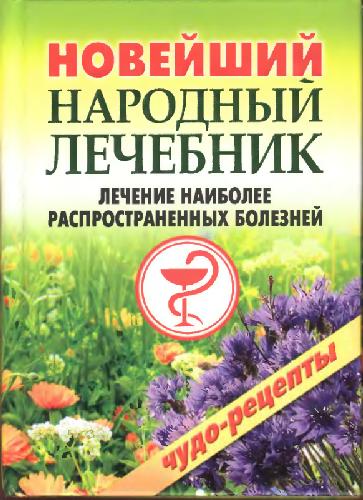 НОВЕЙШИЙ
НАРОДНЫЙ
ЛЕЧЕБНИК
ЛЕЧЕНИЕ НАИБОЛЕЕ
РАСПРОСТРАНЕННЫХ БОЛЕЗНЕЙ
чудо-рецепты